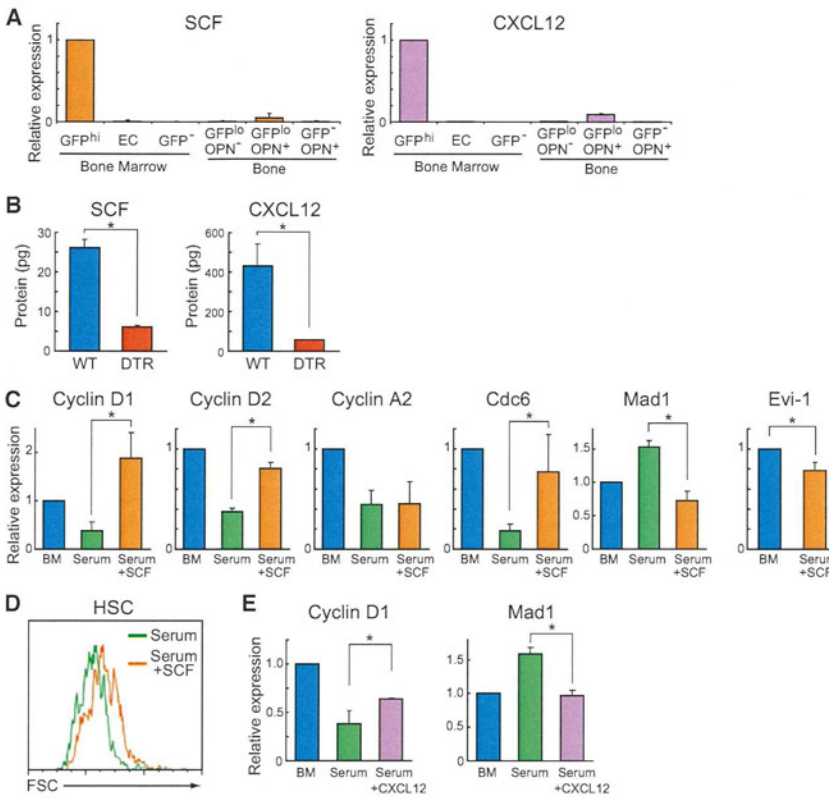 A
SCF
CXCL12
Relative expression
1
0
GFPhi
EC
GFP-
GFPlo OPN-
GFPlo OPN+
GFP- OPN+
Bone Marrow
Bone
Relative expression
1
0
GFPhi
EC
GFP-
GFPlo OPN-
GFPlo OPN+
GFP- OPN+
Bone Marrow
Bone
B
SCF
Protein (pg)
30
20
10
0
*
WT
DTR
CXCL12
Protein (pg)
600
400
200
0
*
WT
DTR
C
Cyclin D1
Relative expression
2
1
0
*
BM
Serum
Serum +SCF
Cyclin D2
1
0
*
BM
Serum
Serum +SCF
Cyclin A2
1
0
BM
Serum
Serum +SCF
Cdc6
1
0
*
BM
Serum
Serum +SCF
Mad1
1.5
1.0
0
*
BM
Serum
Serum +SCF
Evi-1
1
0
*
BM
Serum +SCF
D
HSC
Serum
Serum +SCF
FSC
E
Cyclin D1
Relative expression
1.0
0.5
0
*
BM
Serum
Serum +CXCL12
Mad1
1.5
1.0
0
*
BM
Serum
Serum +CXCL12